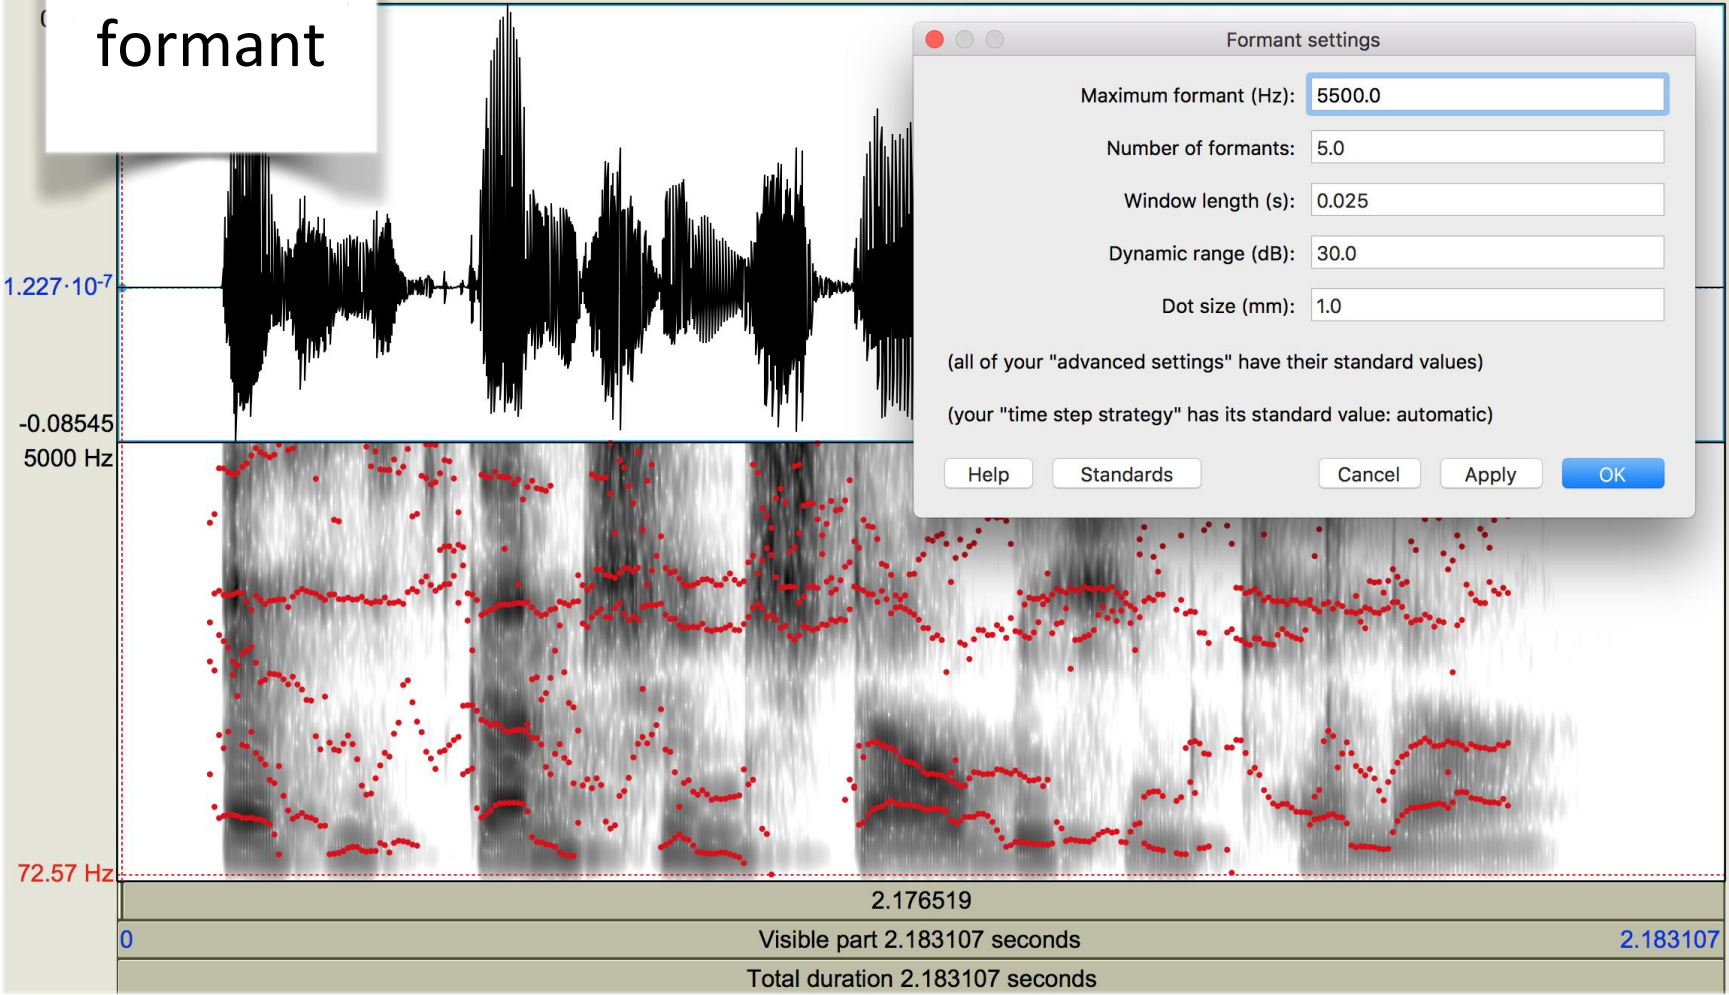 formant
1.227·10-7
-0.08545
5000 Hz
72.57 Hz
Formant settings
Maximum formant (Hz): 5500.0
Number of formants: 5.0
Window length (s): 0.025
Dynamic range (dB): 30.0
Dot size (mm): 1.0
(all of your "advanced settings" have their standard values)
(your "time step strategy" has its standard value: automatic)
Help Standards Cancel Apply OK
2.176519
0 Visible part 2.183107 seconds 2.183107
Total duration 2.183107 seconds